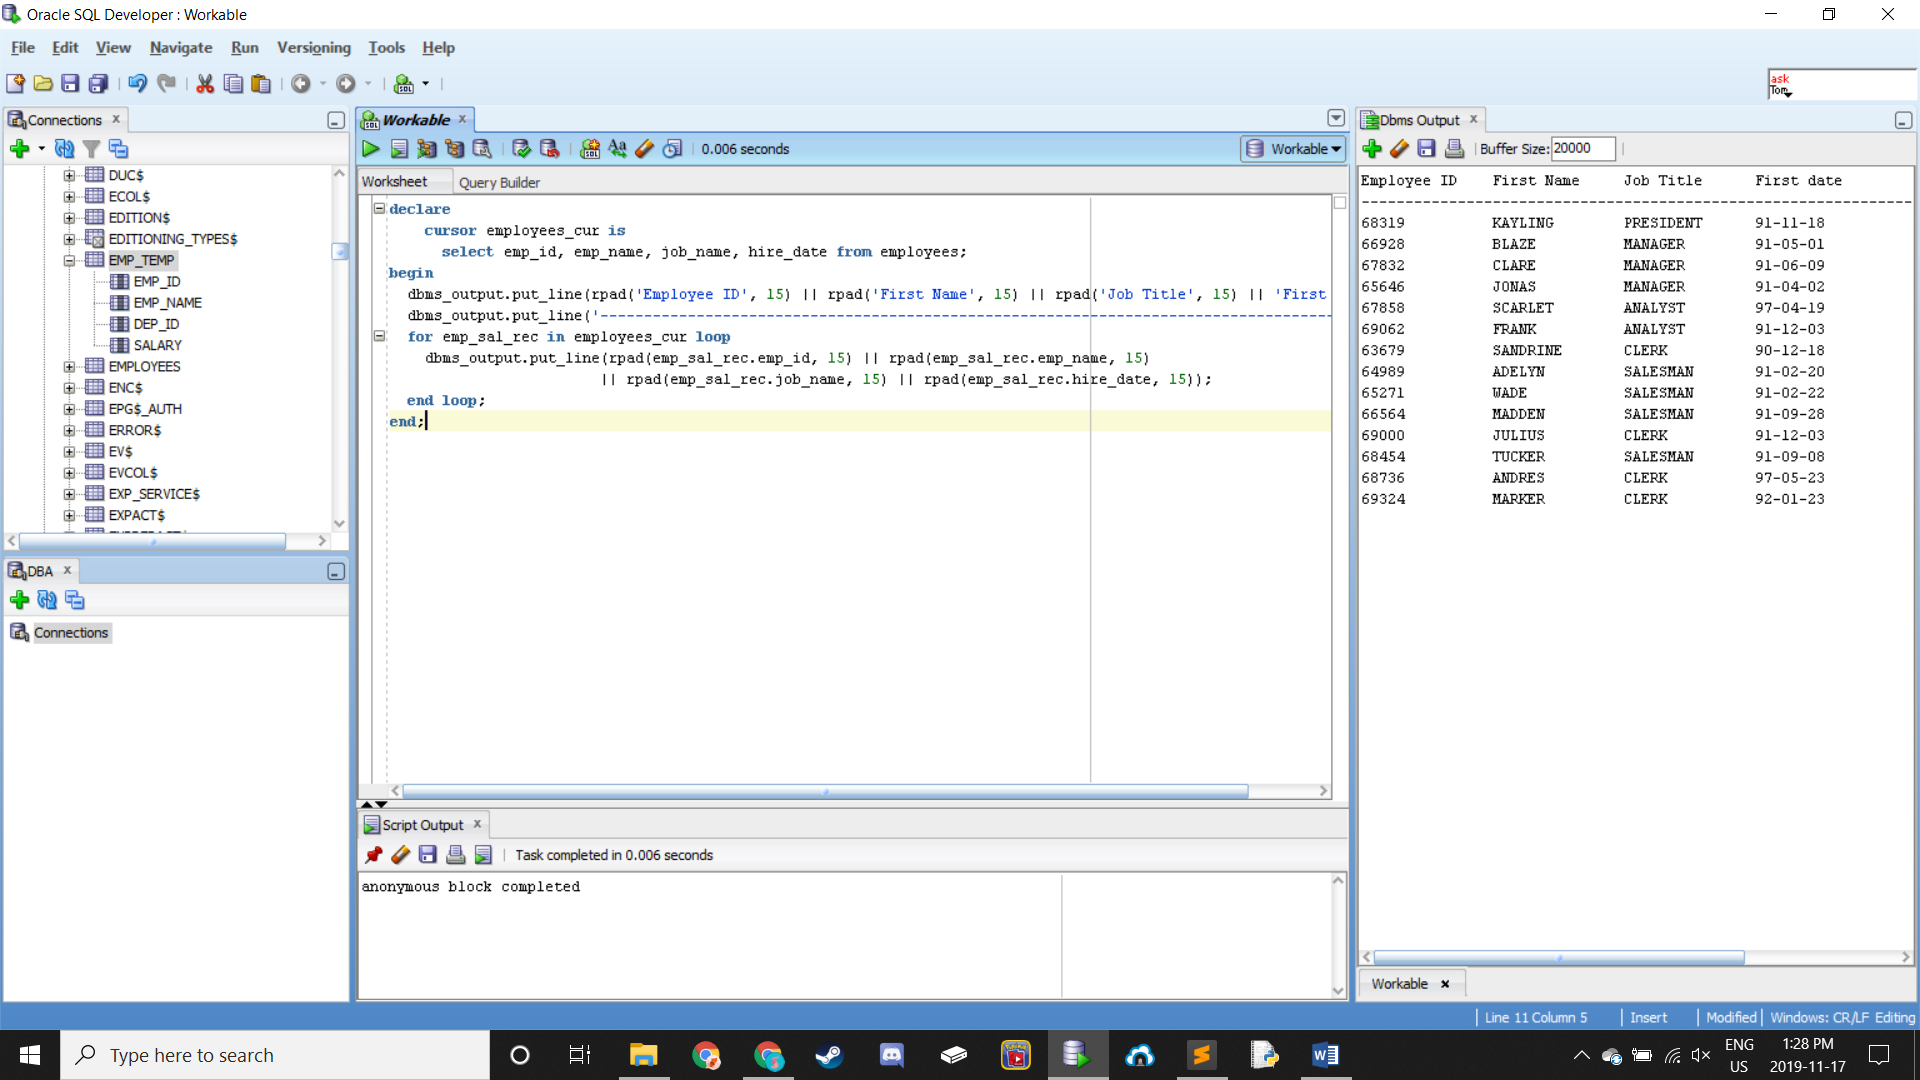 Oracle SQL Developer : Workable
File Edit View Navigate Run Versioning Tools Help
ask
Tom
Connections
DUC$
ECOL$
EDITION$
EDITIONING_TYPES$
EMP_TEMP
EMP_ID
EMP_NAME
DEP_ID
SALARY
EMPLOYEES
ENC$
EPG$_AUTH
ERROR$
EV$
EVCOL$
EXP_SERVICE$
EXPACT$
DBA
Connections
Workable
0.006 seconds
Workable
Worksheet Query Builder
declare
cursor employees_cur is
select emp_id, emp_name, job_name, hire_date from employees;
begin
dbms_output.put_line(rpad('Employee ID', 15) || rpad('First Name', 15) || rpad('Job Title', 15) || 'First
dbms_output.put_line('------------------------------------------------------------------------------------
for emp_sal_rec in employees_cur loop
dbms_output.put_line(rpad(emp_sal_rec.emp_id, 15) || rpad(emp_sal_rec.emp_name, 15)
|| rpad(emp_sal_rec.job_name, 15) || rpad(emp_sal_rec.hire_date, 15));
end loop;
end;
Script Output
Task completed in 0.006 seconds
anonymous block completed
Dbms Output
Buffer Size: 20000
Employee ID First Name Job Title First date
---------------------------------------------------------------
68319 KAYLING PRESIDENT 91-11-18
66928 BLAZE MANAGER 91-05-01
67832 CLARE MANAGER 91-06-09
65646 JONAS MANAGER 91-04-02
67858 SCARLET ANALYST 97-04-19
69062 FRANK ANALYST 91-12-03
63679 SANDRINE CLERK 90-12-18
64989 ADELYN SALESMAN 91-02-20
65271 WADE SALESMAN 91-02-22
66564 MADDEN SALESMAN 91-09-28
69000 JULIUS CLERK 91-12-03
68454 TUCKER SALESMAN 91-09-08
68736 ANDRES CLERK 97-05-23
69324 MARKER CLERK 92-01-23
Workable
Line 11 Column 5 Insert Modified Windows: CR/LF Editing
Type here to search
ENG
US
1:28 PM
2019-11-17